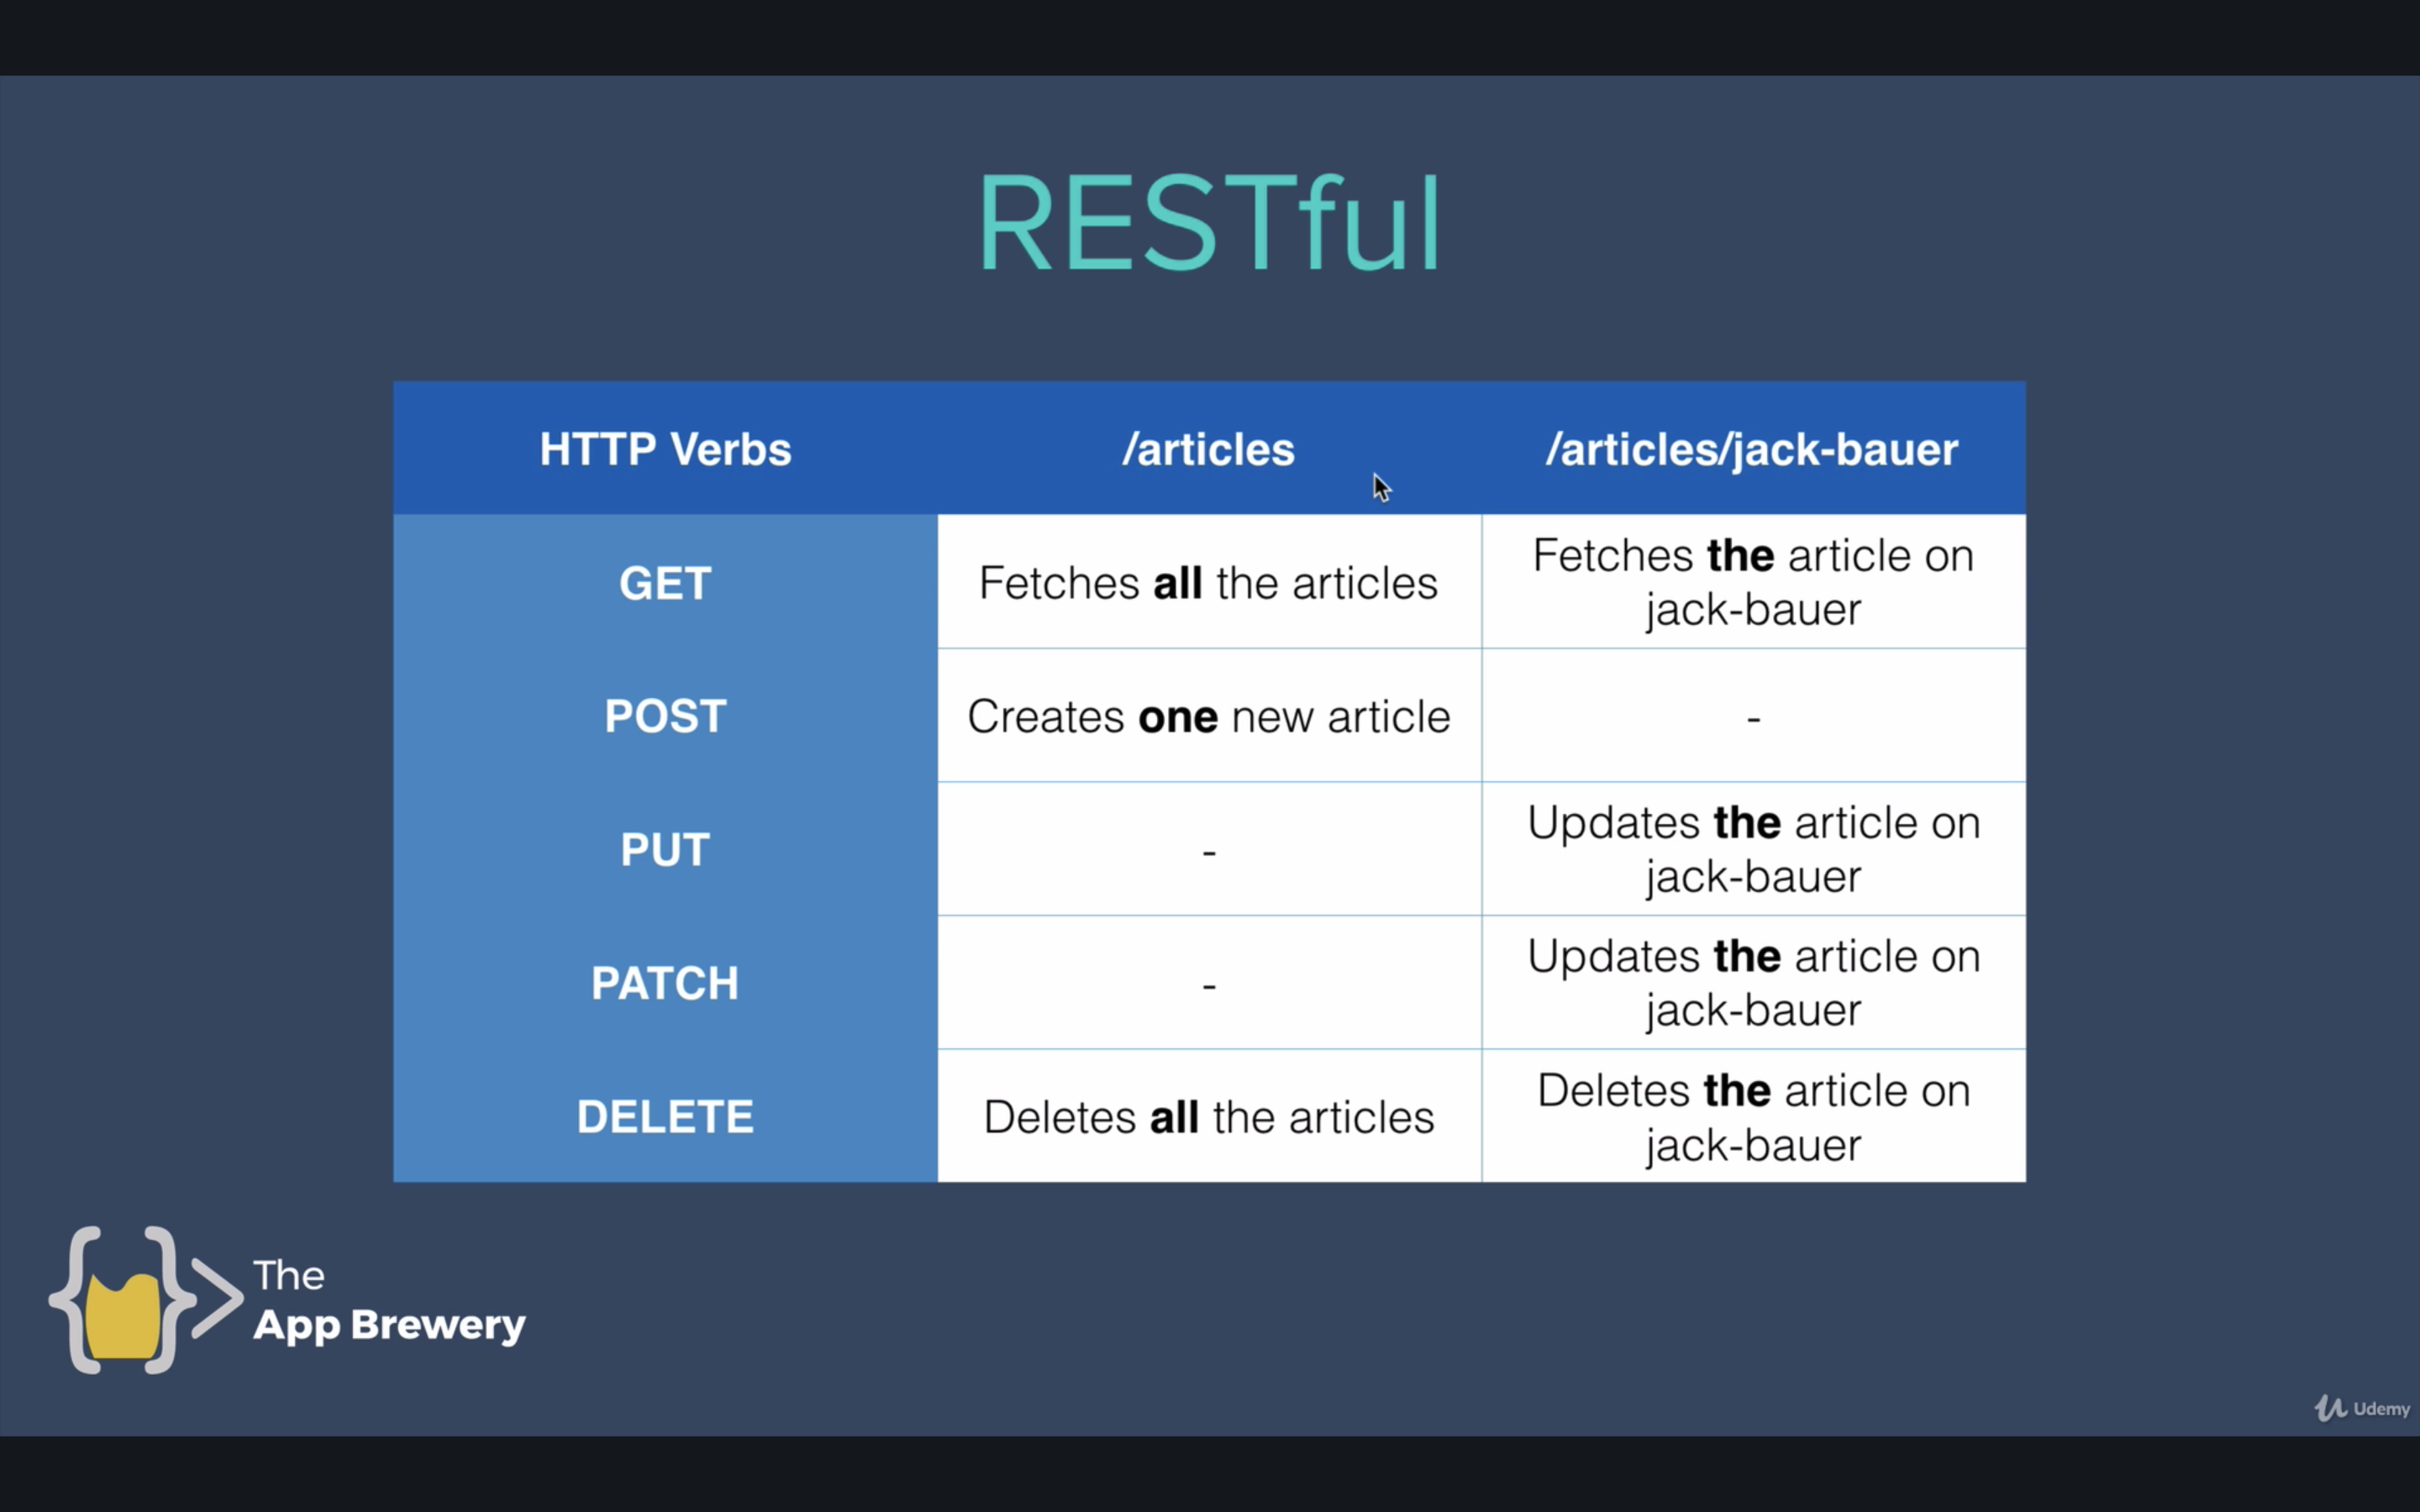 RESTful
HTTP Verbs /articles /articles/jack-bauer
GET Fetches all the articles Fetches the article on
jack-bauer
POST Creates one new article -
PUT - Updates the article on
jack-bauer
PATCH - Updates the article on
jack-bauer
DELETE Deletes all the articles Deletes the article on
jack-bauer
The
App Brewery
Udemy